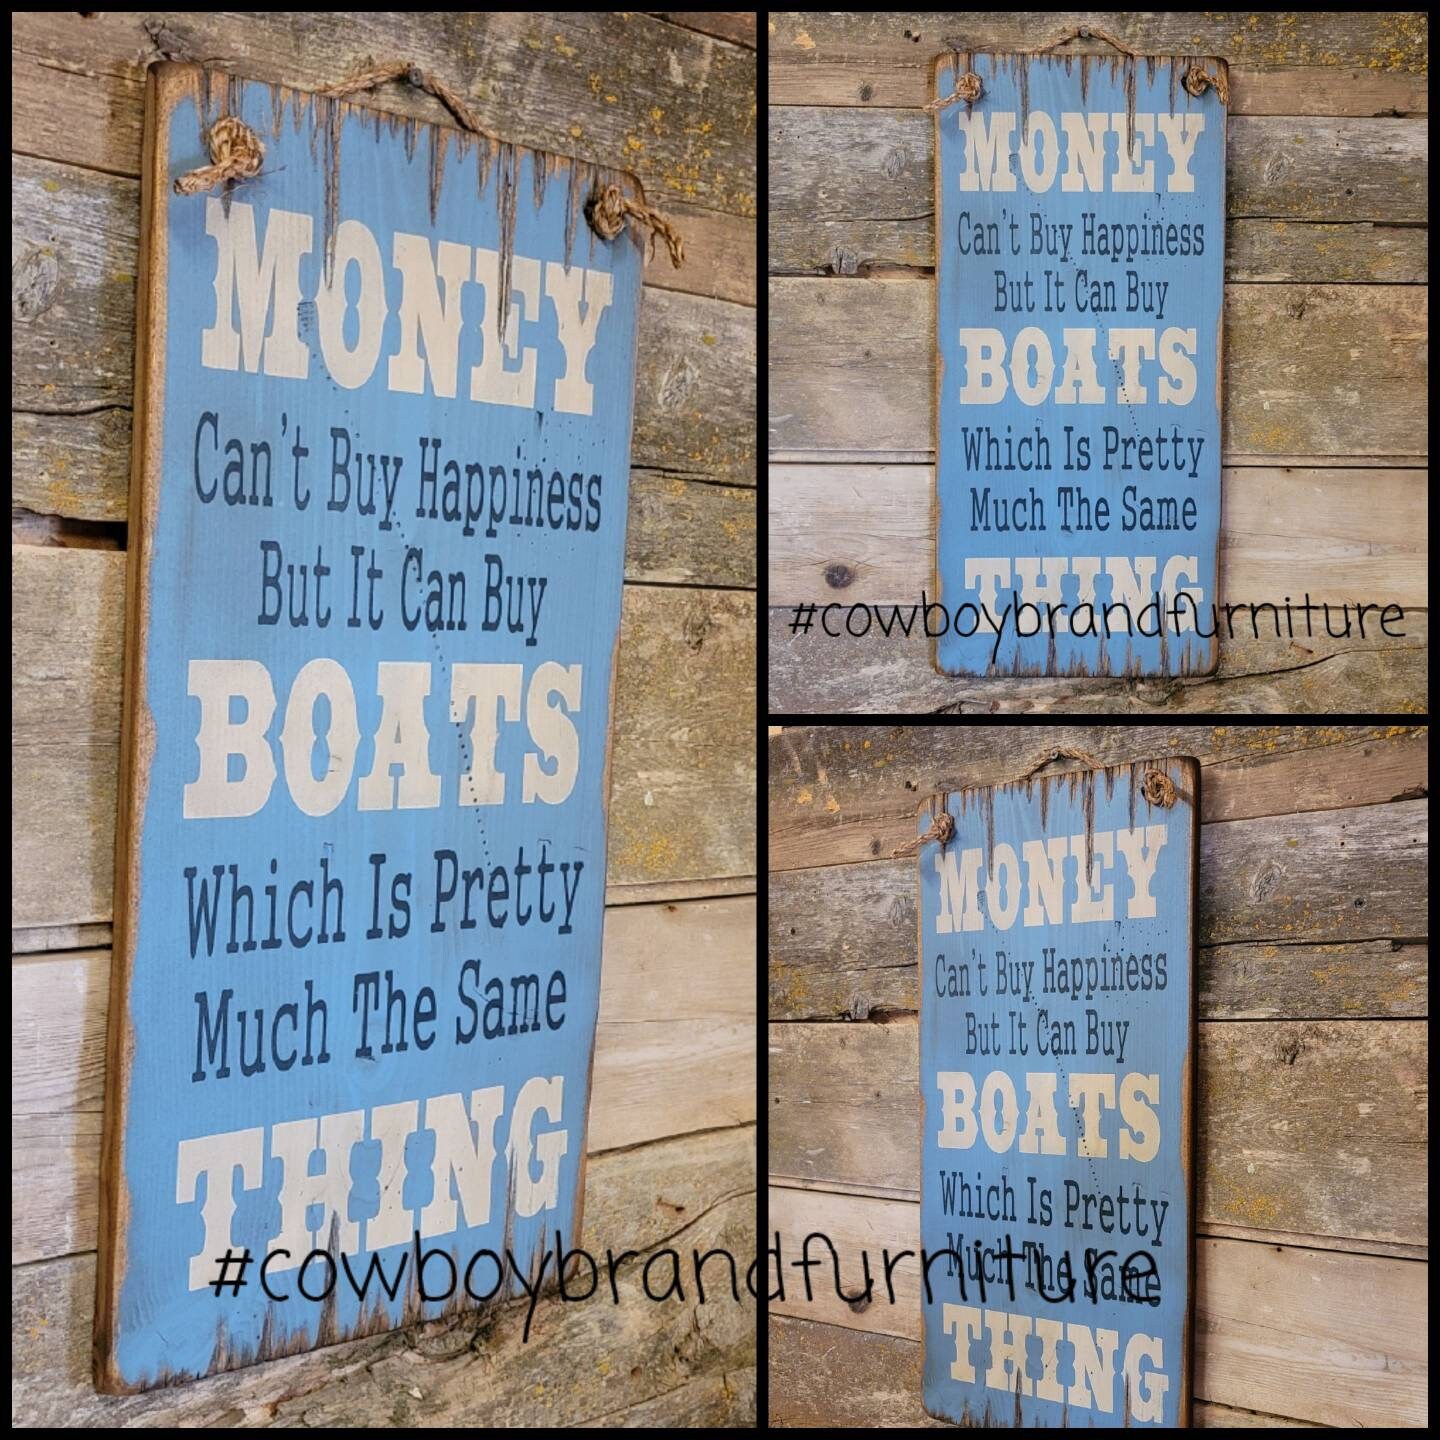 MONEY
Can't Buy Happiness
But It Can Buy
BOATS
Which Is Pretty
Much The Same
THING
#cowboybrandfurniture
MONEY
Can't Buy Happiness
But It Can Buy
BOATS
Which Is Pretty
Much The Same
THING
#cowboybrandfurniture
MONEY
Can't Buy Happiness
But It Can Buy
BOATS
Which Is Pretty
Much The Same
THING